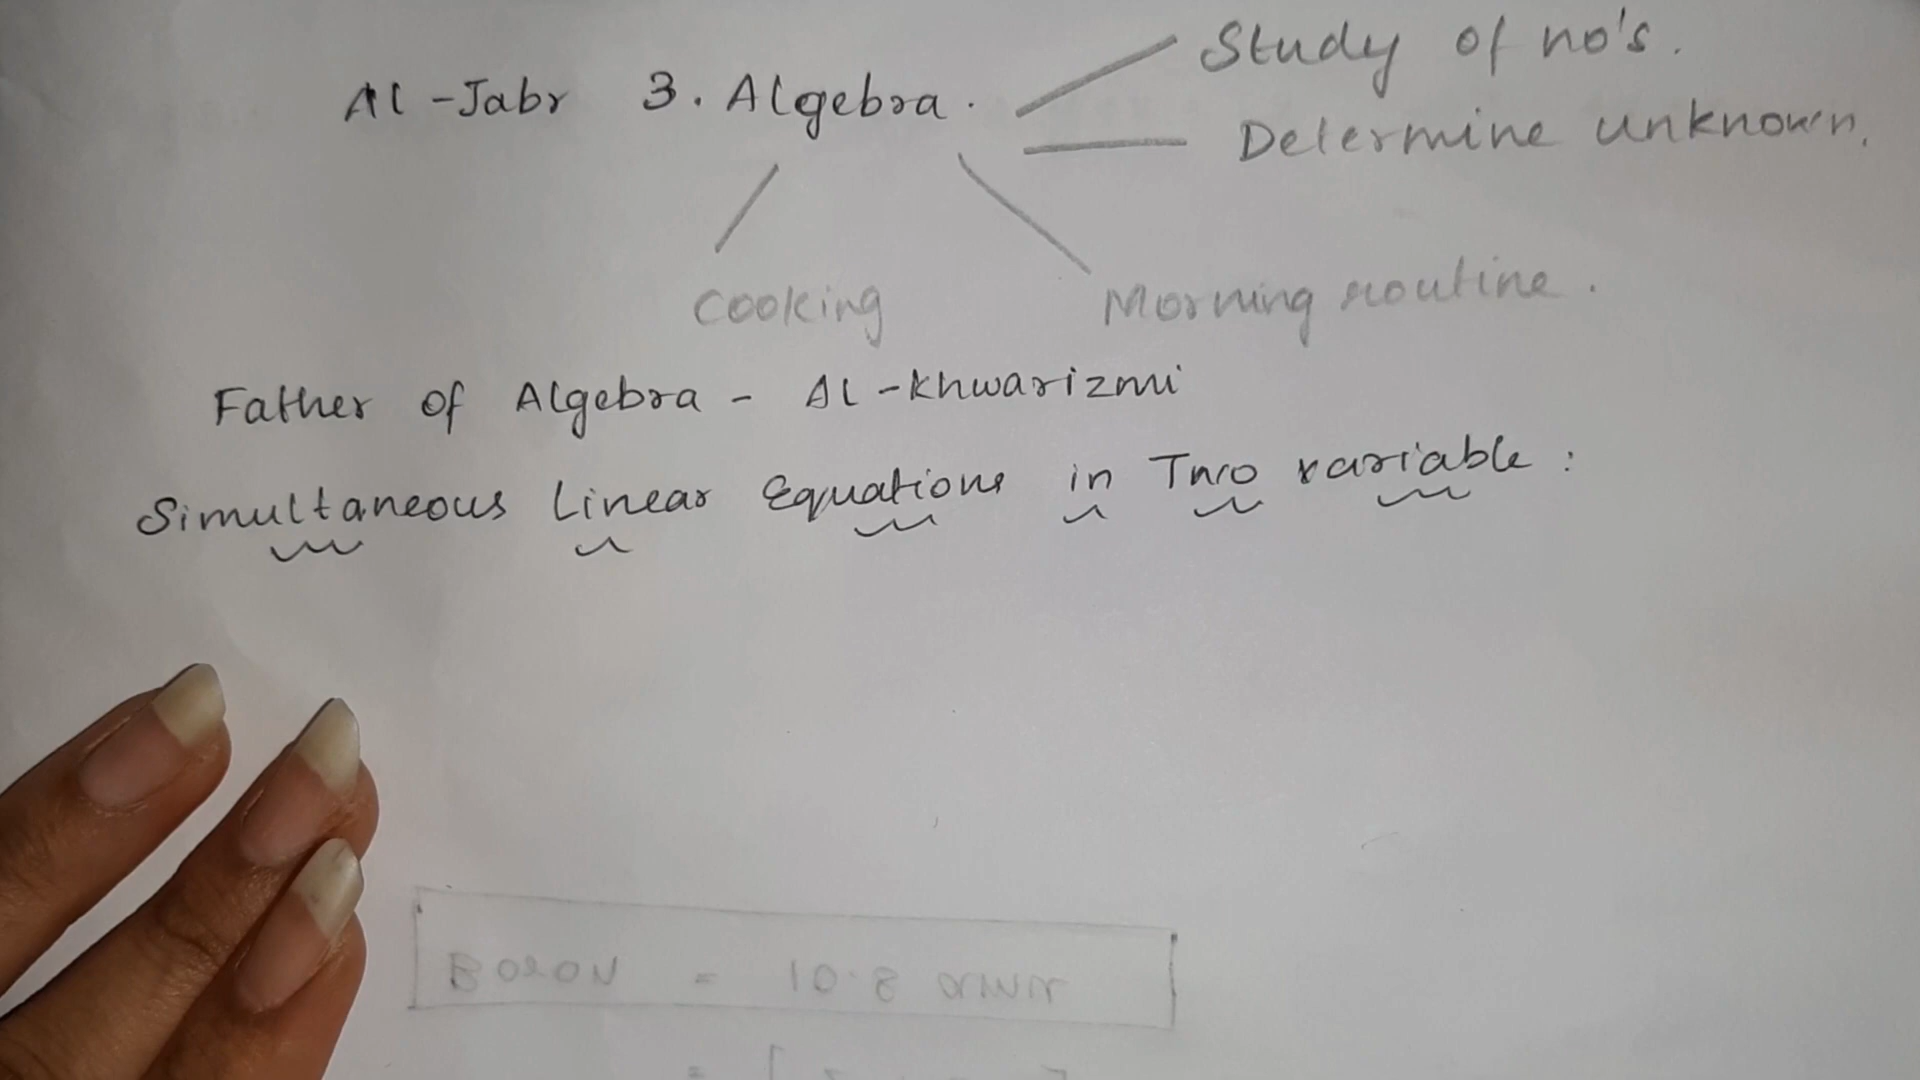 Study of no's.
Al-Jabr 3. Algebra.
Determine unknown.
Cooking Morning routine.
Father of Algebra - Al-khwarizmi
Simultaneous Linear Equations in Two variable: